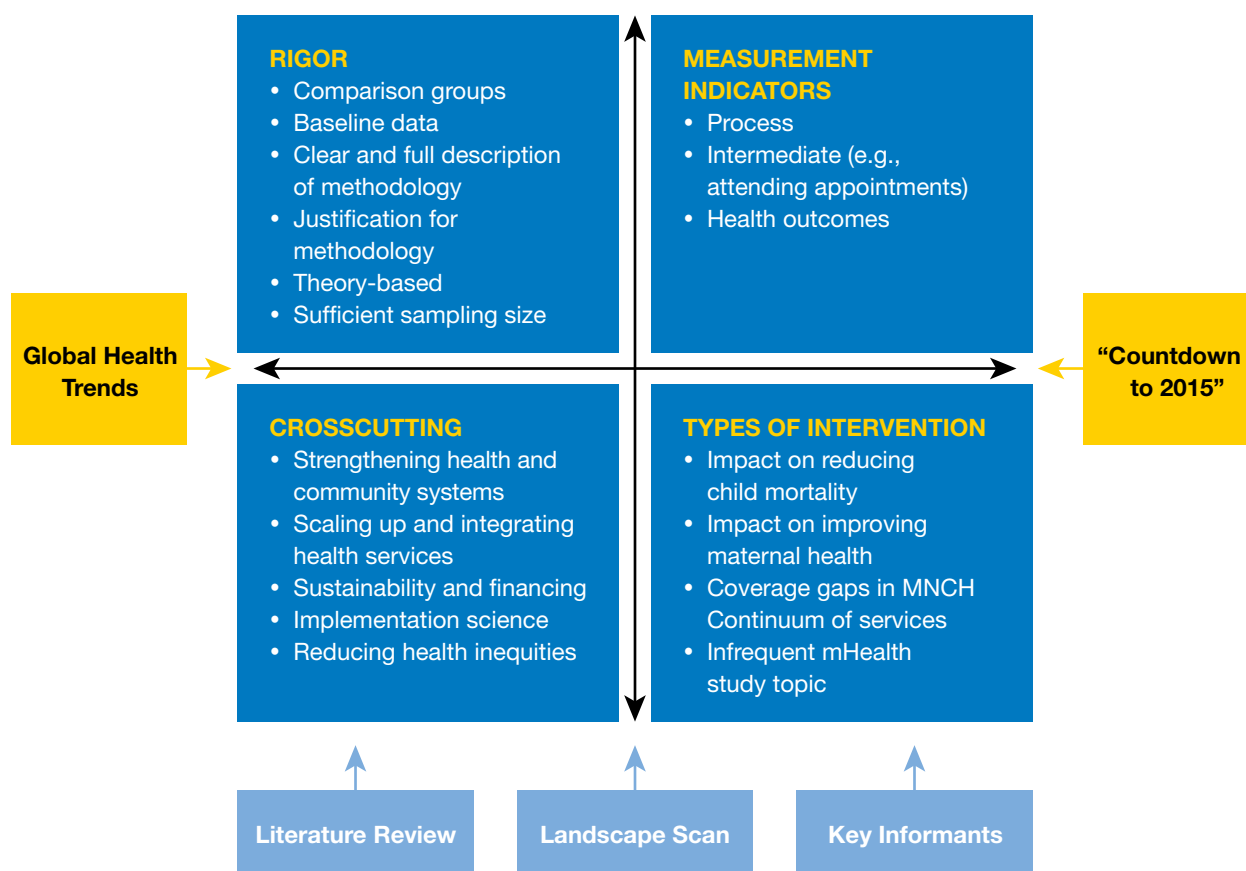 RIGOR
• Comparison groups
• Baseline data
• Clear and full description
of methodology
• Justification for
methodology
• Theory-based
• Sufficient sampling size
MEASUREMENT
INDICATORS
• Process
• Intermediate (e.g.,
attending appointments)
• Health outcomes
Global Health
Trends
“Countdown
to 2015”
CROSSCUTTING
• Strengthening health and
community systems
• Scaling up and integrating
health services
• Sustainability and financing
• Implementation science
• Reducing health inequities
TYPES OF INTERVENTION
• Impact on reducing
child mortality
• Impact on improving
maternal health
• Coverage gaps in MNCH
Continuum of services
• Infrequent mHealth
study topic
Literature Review
Landscape Scan
Key Informants